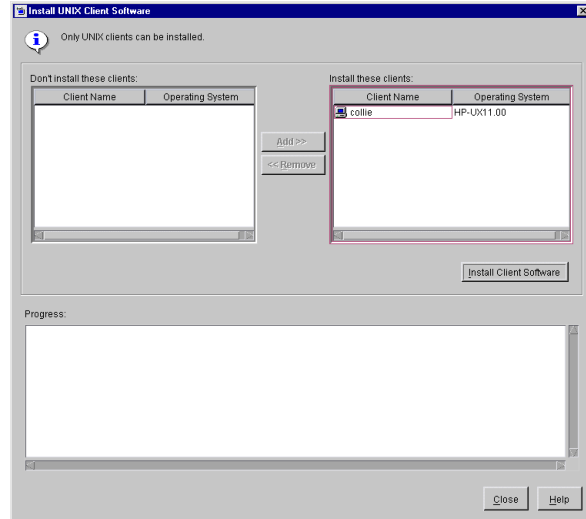 Install UNIX Client Software
Only UNIX clients can be installed.
Don't install these clients:
Client Name Operating System
Add >>
<< Remove
Install these clients:
Client Name Operating System
collie HP-UX11.00
Install Client Software
Progress:
Close Help